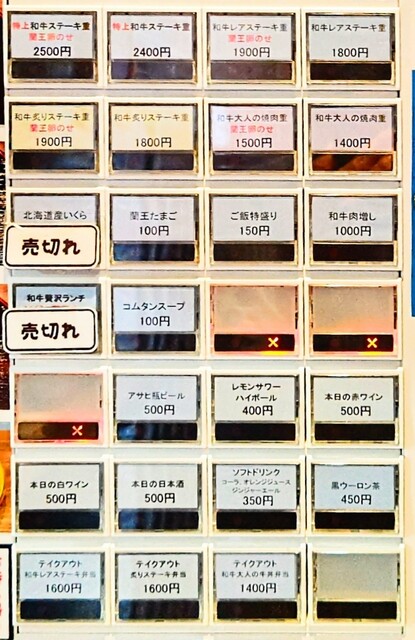 特上和牛ステーキ重
蘭王卵のせ
2500円
特上和牛ステーキ重
2400円
和牛レアステーキ重
蘭王卵のせ
1900円
和牛レアステーキ重
1800円
和牛炙りステーキ重
蘭王卵のせ
1900円
和牛炙りステーキ重
1800円
和牛大人の焼肉重
蘭王卵のせ
1500円
和牛大人の焼肉重
1400円
北海道産いくら
売切れ
蘭王たまご
100円
ご飯特盛り
150円
和牛肉増し
1000円
和牛贅沢ランチ
売切れ
コムタンスープ
100円
×
×
×
アサヒ瓶ビール
500円
レモンサワー
ハイボール
400円
本日の赤ワイン
500円
本日の白ワイン
500円
本日の日本酒
500円
ソフトドリンク
コーラ、オレンジジュース
ジンジャーエール
350円
黒ウーロン茶
450円
テイクアウト
和牛レアステーキ弁当
1600円
テイクアウト
炙りステーキ弁当
1600円
テイクアウト
和牛大人の牛丼弁当
1400円